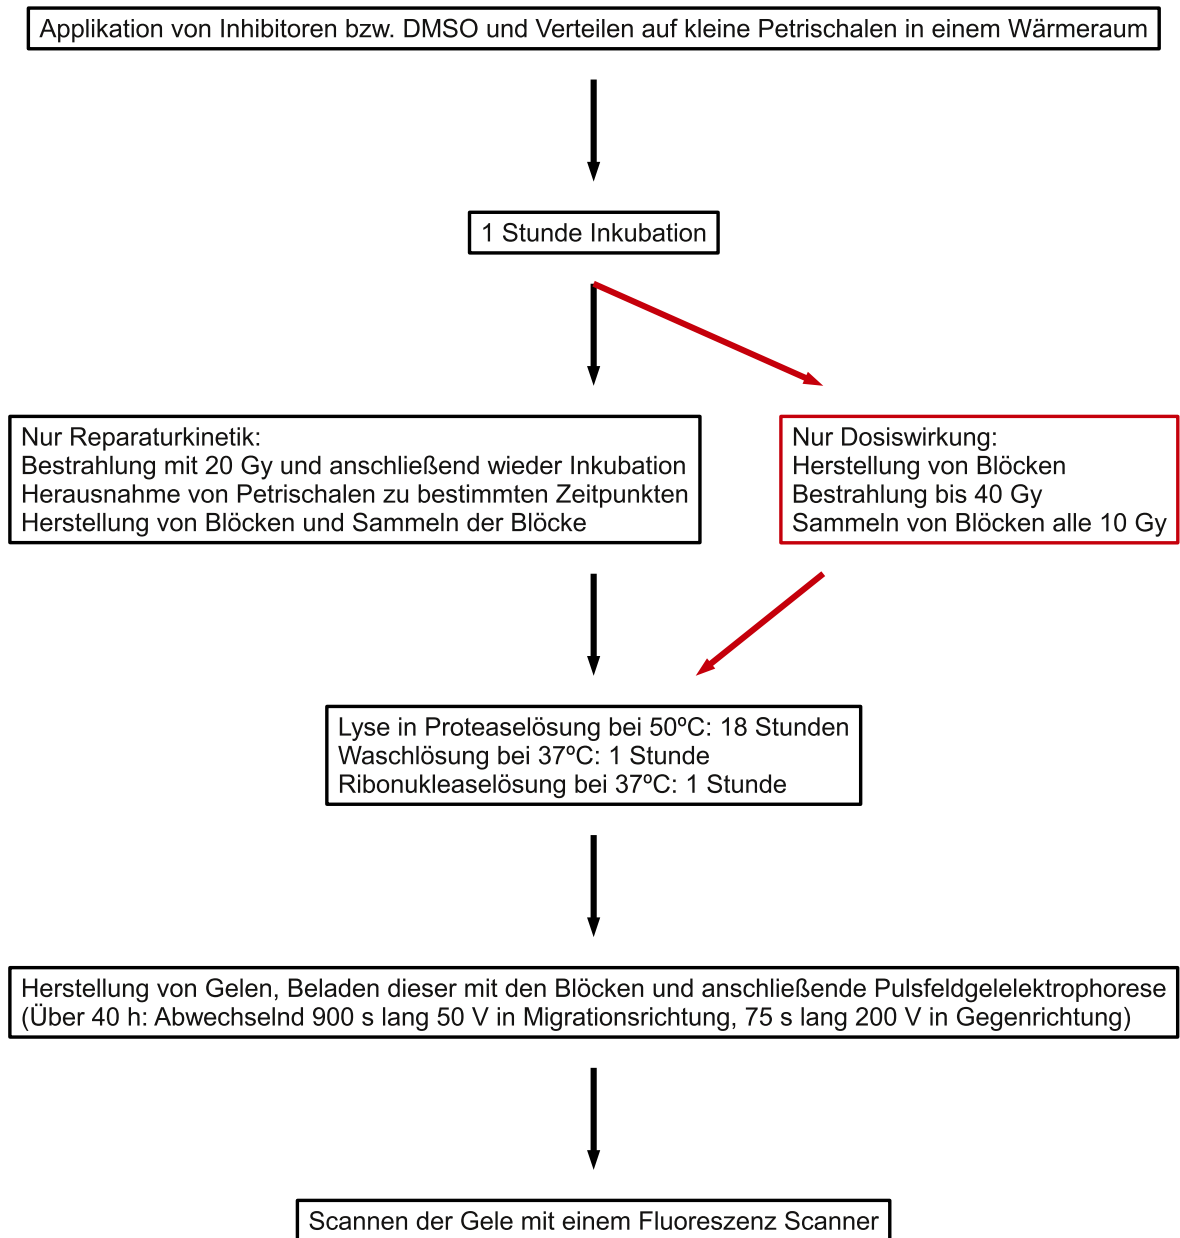 Applikation von Inhibitoren bzw. DMSO und Verteilen auf kleine Petrischalen in einem Wärmeraum
1 Stunde Inkubation
Nur Reparaturkinetik:
Bestrahlung mit 20 Gy und anschließend wieder Inkubation
Herausnahme von Petrischalen zu bestimmten Zeitpunkten
Herstellung von Blöcken und Sammeln der Blöcke
Nur Dosiswirkung:
Herstellung von Blöcken
Bestrahlung bis 40 Gy
Sammeln von Blöcken alle 10 Gy
Lyse in Proteaselösung bei 50ºC: 18 Stunden
Waschlösung bei 37ºC: 1 Stunde
Ribonukleaselösung bei 37ºC: 1 Stunde
Herstellung von Gelen, Beladen dieser mit den Blöcken und anschließende Pulsfeldgelelektrophorese
(Über 40 h: Abwechselnd 900 s lang 50 V in Migrationsrichtung, 75 s lang 200 V in Gegenrichtung)
Scannen der Gele mit einem Fluoreszenz Scanner